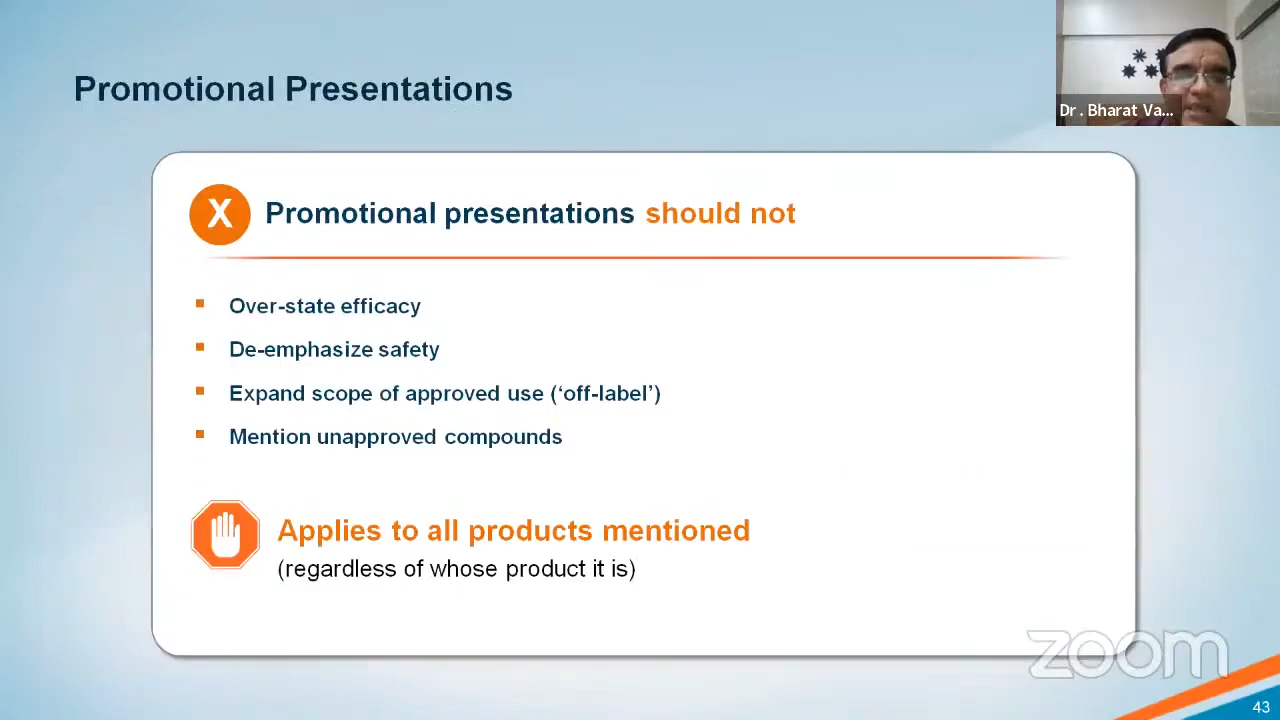 Promotional Presentations
Dr. Bharat Va...
X Promotional presentations should not
Over-state efficacy
De-emphasize safety
Expand scope of approved use (‘off-label’)
Mention unapproved compounds
Applies to all products mentioned
(regardless of whose product it is)
zoom
43